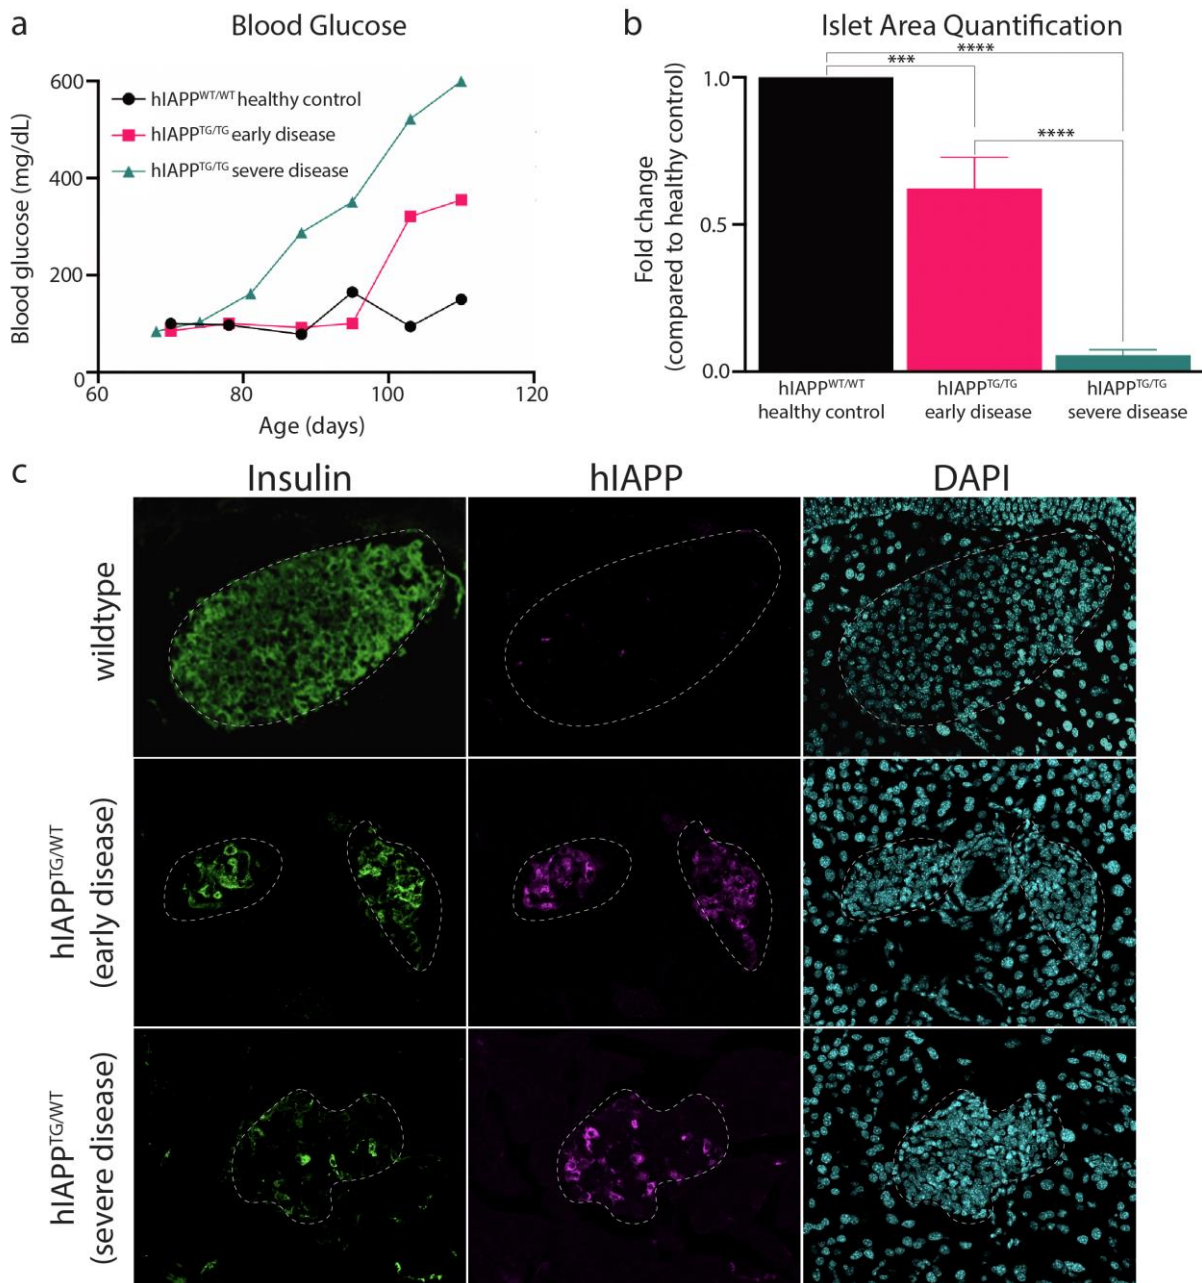 a
Blood Glucose
Blood glucose (mg/dL)
600
400
200
0
60
80
100
120
Age (days)
hIAPPWT/WT healthy control
hIAPPTG/TG early disease
hIAPPTG/TG severe disease
b
Islet Area Quantification
****
***
****
Fold change
(compared to healthy control)
1.0
0.5
0.0
hIAPPWT/WT
healthy control
hIAPPTG/TG
early disease
hIAPPTG/TG
severe disease
c
Insulin
hIAPP
DAPI
wildtype
hIAPPTG/WT
(early disease)
hIAPPTG/WT
(severe disease)